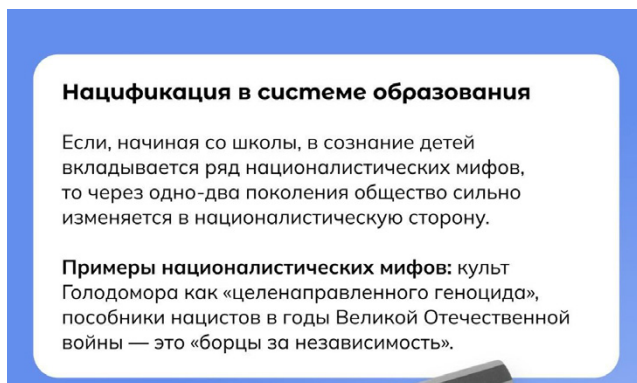 Нацификация в системе образования
Если, начиная со школы, в сознание детей
вкладывается ряд националистических мифов,
то через одно-два поколения общество сильно
изменяется в националистическую сторону.
Примеры националистических мифов: культ
Голодомора как «целенаправленного геноцида»,
пособники нацистов в годы Великой Отечественной
войны — это «борцы за независимость».